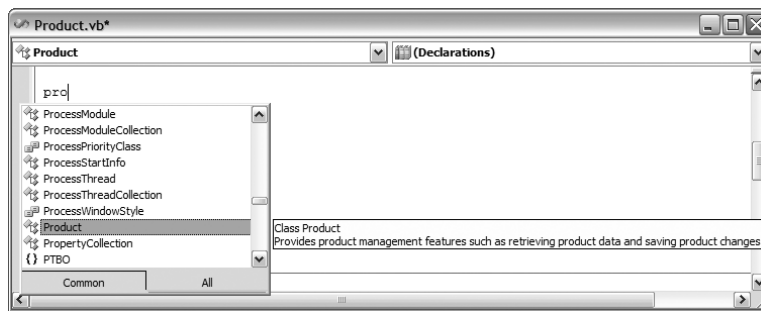 Product.vb*
Product
(Declarations)
pro
ProcessModule
ProcessModuleCollection
ProcessPriorityClass
ProcessStartInfo
ProcessThread
ProcessThreadCollection
ProcessWindowStyle
Product
Class Product
Provides product management features such as retrieving product data and saving product changes
PropertyCollection
{} PTBO
Common
All